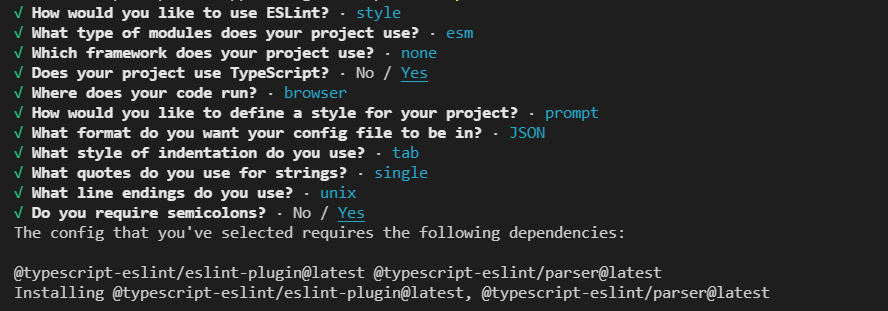 √ How would you like to use ESLint? · style
√ What type of modules does your project use? · esm
√ Which framework does your project use? · none
√ Does your project use TypeScript? · No / Yes
√ Where does your code run? · browser
√ How would you like to define a style for your project? · prompt
√ What format do you want your config file to be in? · JSON
√ What style of indentation do you use? · tab
√ What quotes do you use for strings? · single
√ What line endings do you use? · unix
√ Do you require semicolons? · No / Yes
The config that you've selected requires the following dependencies:
@typescript-eslint/eslint-plugin@latest @typescript-eslint/parser@latest
Installing @typescript-eslint/eslint-plugin@latest, @typescript-eslint/parser@latest